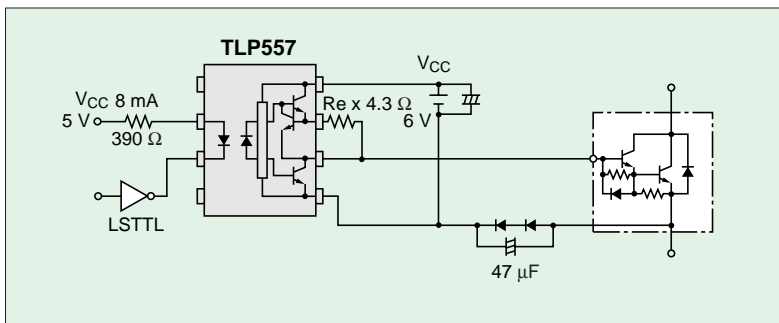 TLP557
VCC 8 mA
5 V
390 Ω
LSTTL
VCC
Re x 4.3 Ω
6 V
47 μF